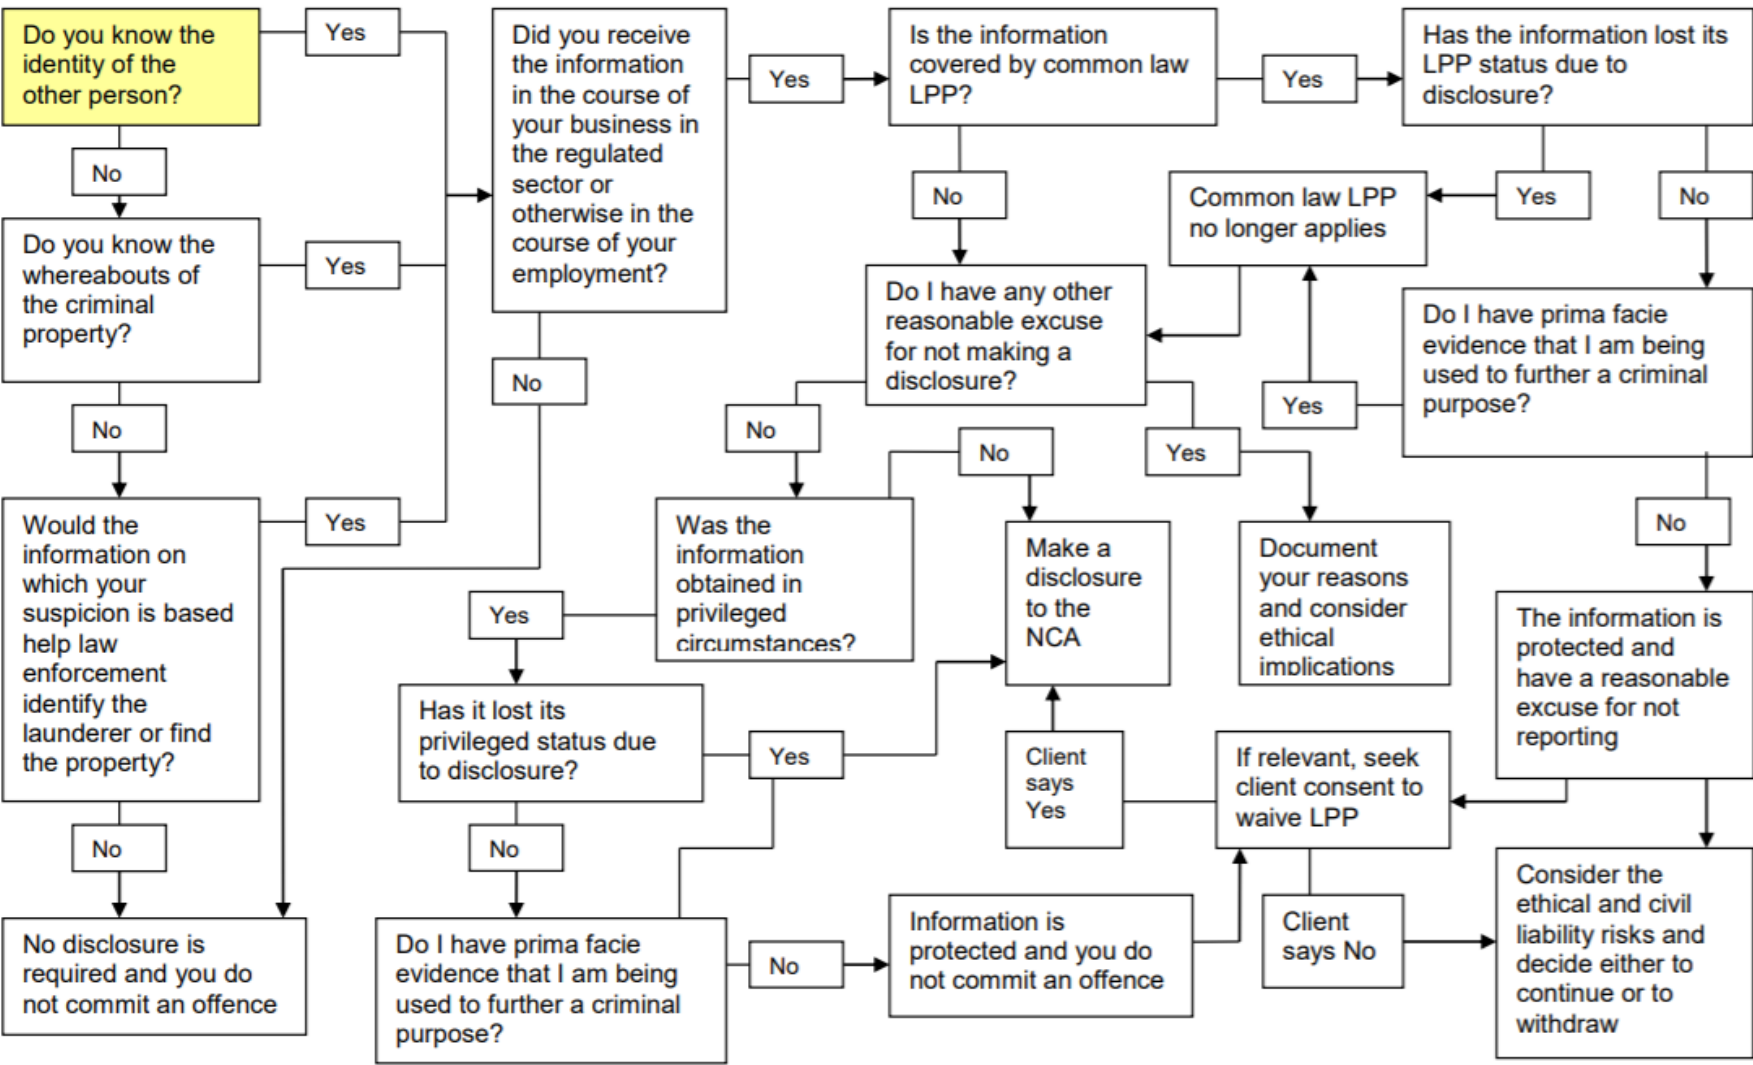 Do you know the
identity of the
other person?
Yes
No
Do you know the
whereabouts of
the criminal
property?
Yes
No
Would the
information on
which your
suspicion is based
help law
enforcement
identify the
launderer or find
the property?
Yes
No
No disclosure is
required and you do
not commit an offence
Did you receive
the information
in the course of
your business in
the regulated
sector or
otherwise in the
course of your
employment?
Yes
No
Is the information
covered by common law
LPP?
Yes
No
Has the information lost its
LPP status due to
disclosure?
Yes
No
Common law LPP
no longer applies
Do I have any other
reasonable excuse
for not making a
disclosure?
No
Yes
Do I have prima facie
evidence that I am being
used to further a criminal
purpose?
Yes
No
Was the
information
obtained in
privileged
circumstances?
No
Yes
Make a
disclosure
to the
NCA
Document
your reasons
and consider
ethical
implications
The information is
protected and
have a reasonable
excuse for not
reporting
Has it lost its
privileged status due
to disclosure?
Yes
No
Client
says
Yes
If relevant, seek
client consent to
waive LPP
Do I have prima facie
evidence that I am being
used to further a criminal
purpose?
No
Information is
protected and you do
not commit an offence
Client
says No
Consider the
ethical and civil
liability risks and
decide either to
continue or to
withdraw